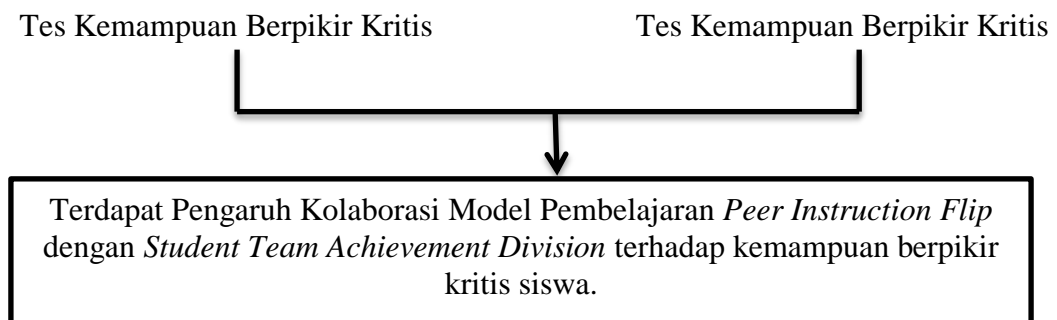 Tes Kemampuan Berpikir Kritis
Tes Kemampuan Berpikir Kritis
Terdapat Pengaruh Kolaborasi Model Pembelajaran Peer Instruction Flip
dengan Student Team Achievement Division terhadap kemampuan berpikir
kritis siswa.